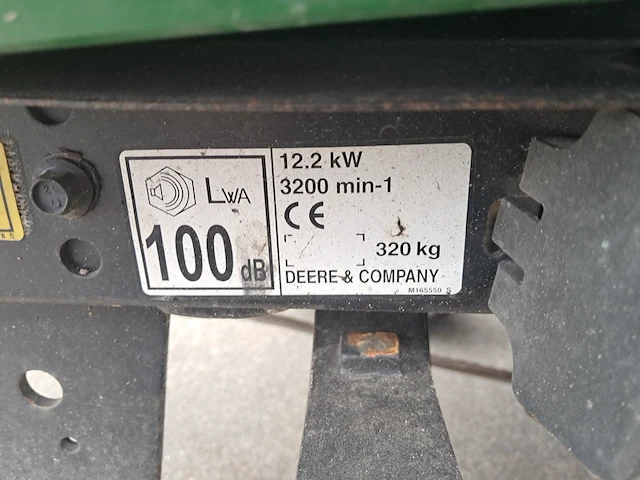 LWA
100 dB
12.2 kW
3200 min-1
CE
320 kg
DEERE & COMPANY
M165550 S